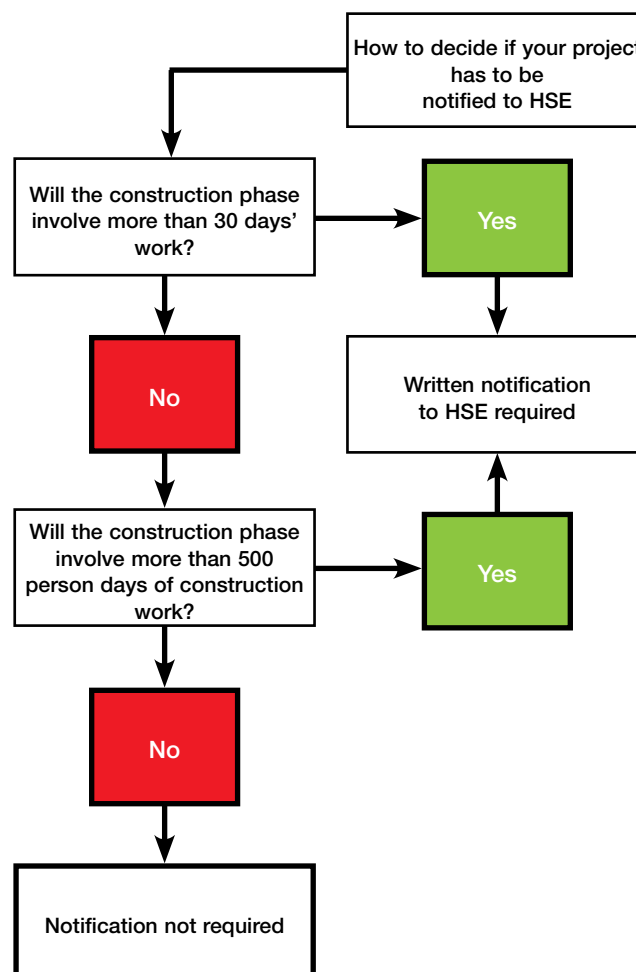 How to decide if your project
has to be
notified to HSE
Will the construction phase
involve more than 30 days’
work?
Yes
No
Written notification
to HSE required
Will the construction phase
involve more than 500
person days of construction
work?
Yes
No
Notification not required